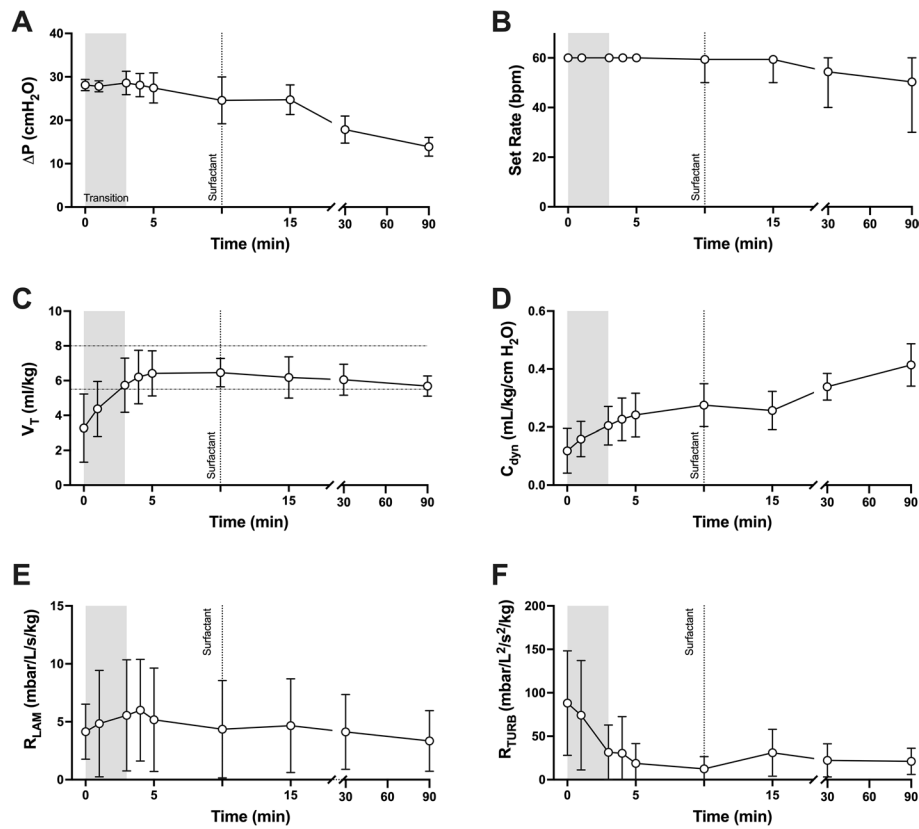 A
40
30
20
10
0
ΔP (cmH₂O)
Transition
Surfactant
0
5
15
30
60
90
Time (min)
B
80
60
40
20
0
Set Rate (bpm)
Surfactant
0
5
15
30
60
90
Time (min)
C
10
8
6
4
2
0
V_T (ml/kg)
Surfactant
0
5
15
30
60
90
Time (min)
D
0.6
0.4
0.2
0.0
C_dyn (mL/kg/cm H₂O)
Surfactant
0
5
15
30
60
90
Time (min)
E
15
10
5
0
R_LAM (mbar/L/s/kg)
Surfactant
0
5
15
30
60
90
Time (min)
F
200
150
100
50
0
R_TURB (mbar/L²/s²/kg)
Surfactant
0
5
15
30
60
90
Time (min)